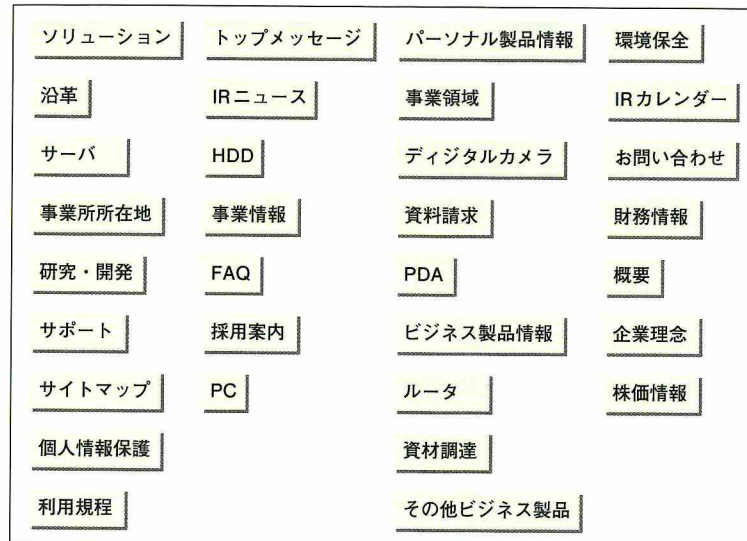 ソリューション
トップメッセージ
パーソナル製品情報
環境保全
沿革
IRニュース
事業領域
IRカレンダー
サーバ
HDD
ディジタルカメラ
お問い合わせ
事業所所在地
事業情報
資料請求
財務情報
研究・開発
FAQ
PDA
概要
サポート
採用案内
ビジネス製品情報
企業理念
サイトマップ
PC
ルータ
株価情報
個人情報保護
資材調達
利用規程
その他ビジネス製品